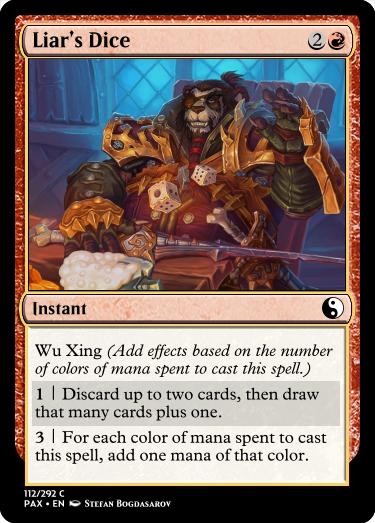 Liar's Dice 2
Instant
Wu Xing (Add effects based on the number
of colors of mana spent to cast this spell.)
1 | Discard up to two cards, then draw
that many cards plus one.
3 | For each color of mana spent to cast
this spell, add one mana of that color.
112/292 C
PAX • EN Stefan Bogdasarov